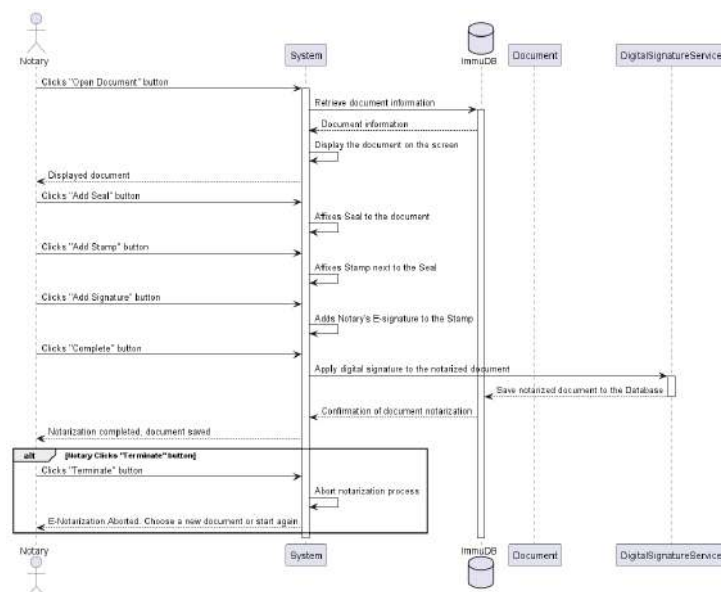 Notary
System
ImmuDB
Document
DigitalSignatureService
Clicks "Open Document" button
Retrieve document information
Document information
Display the document on the screen
Displayed document
Clicks "Add Seal" button
Affixes Seal to the document
Clicks "Add Stamp" button
Affixes Stamp next to the Seal
Clicks "Add Signature" button
Adds Notary's E-signature to the Stamp
Clicks "Complete" button
Apply digital signature to the notarized document
Save notarized document to the Database
Confirmation of document notarization
Notarization completed, document saved
alt [Notary Clicks "Terminate" button]
Clicks "Terminate" button
Abort notarization process
E-Notarization Aborted. Choose a new document or start again
Notary
System
ImmuDB
Document
DigitalSignatureService